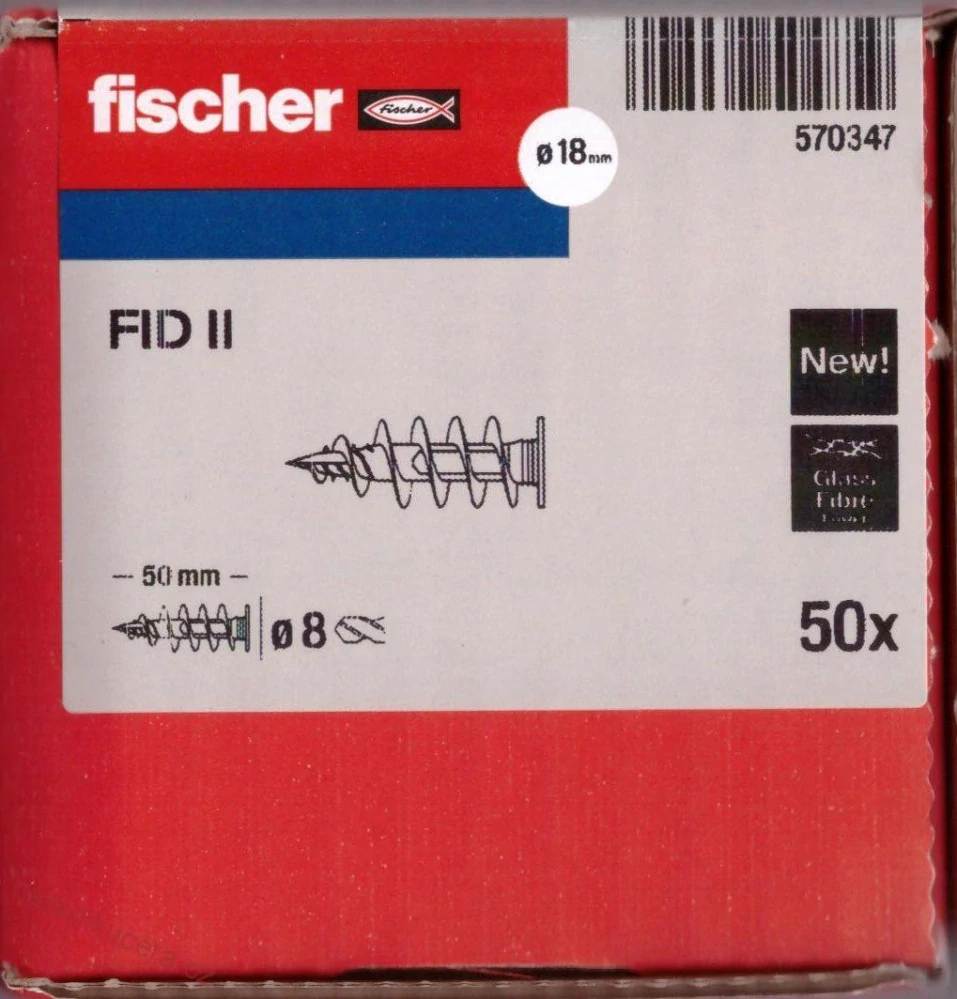 fischer fischer
ø18mm
570347
FID II
New!
Glass
Fibre
50 mm
ø 8
50x